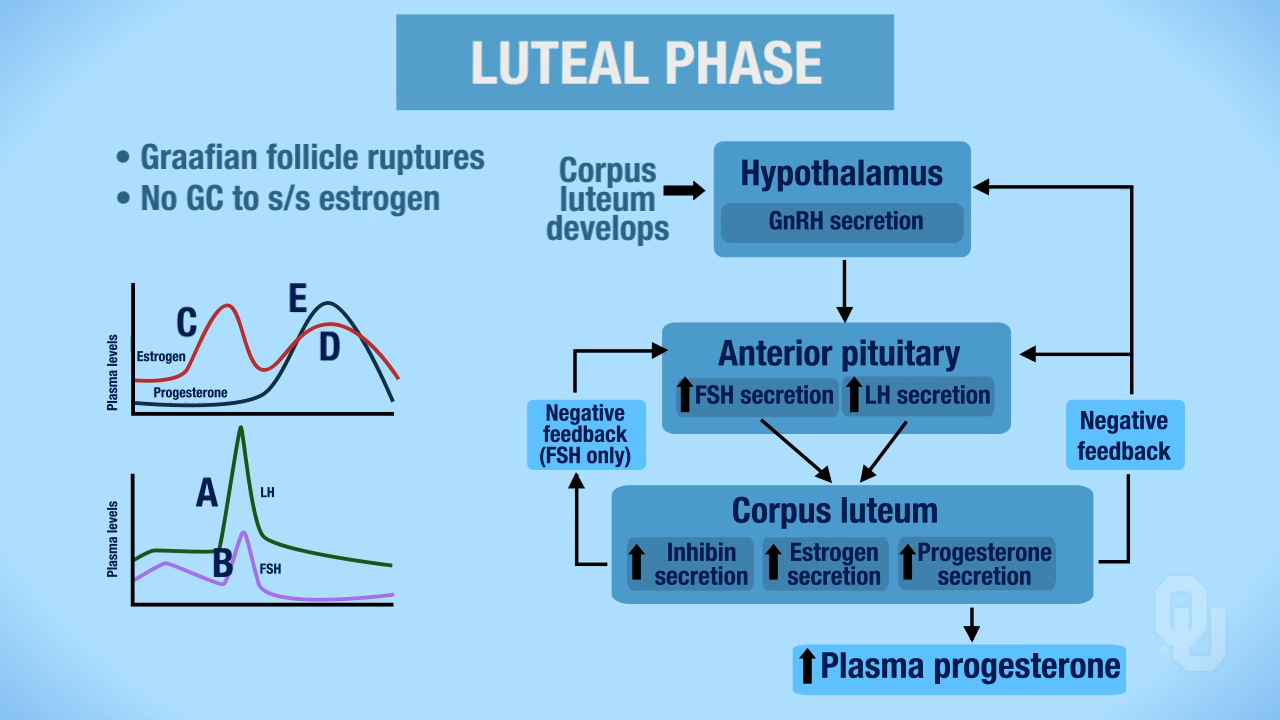 LUTEAL PHASE
• Graafian follicle ruptures
• No GC to s/s estrogen
Corpus
luteum
develops
Hypothalamus
GnRH secretion
Anterior pituitary
FSH secretion
LH secretion
Negative
feedback
(FSH only)
Negative
feedback
Corpus luteum
Inhibin
secretion
Estrogen
secretion
Progesterone
secretion
Plasma progesterone
Plasma levels
C
E
D
Estrogen
Progesterone
Plasma levels
A
LH
B
FSH
OU